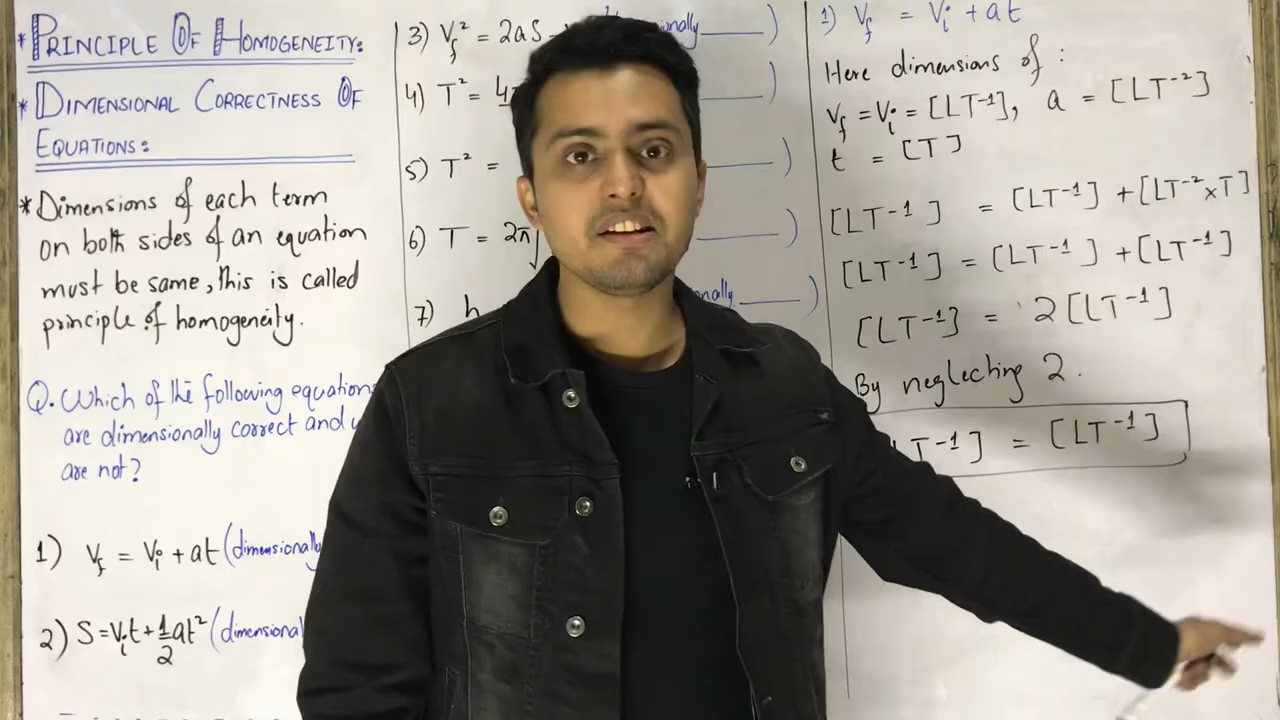 * PRINCIPLE OF HOMOGENEITY:
* DIMENSIONAL CORRECTNESS OF
EQUATIONS:
* Dimensions of each term
on both sides of an equation
must be same, this is called
principle of homogeneity.
Q. Which of the following equations
are dimensionally correct and
are not?
1) Vf = Vi + at (dimensionally
2) S = Vit + 1/2 at² (dimensional
3) Vf² = 2aS
4) T² =
5) T² =
6) T = 2π
7) h
1) Vf = Vi + at
Here dimensions of :
Vf = Vi = [LT⁻¹], a = [LT⁻²]
t = [T]
[LT⁻¹] = [LT⁻¹] + [LT⁻² × T]
[LT⁻¹] = [LT⁻¹] + [LT⁻¹]
[LT⁻¹] = 2 [LT⁻¹]
By neglecting 2.
LT⁻¹] = [LT⁻¹]